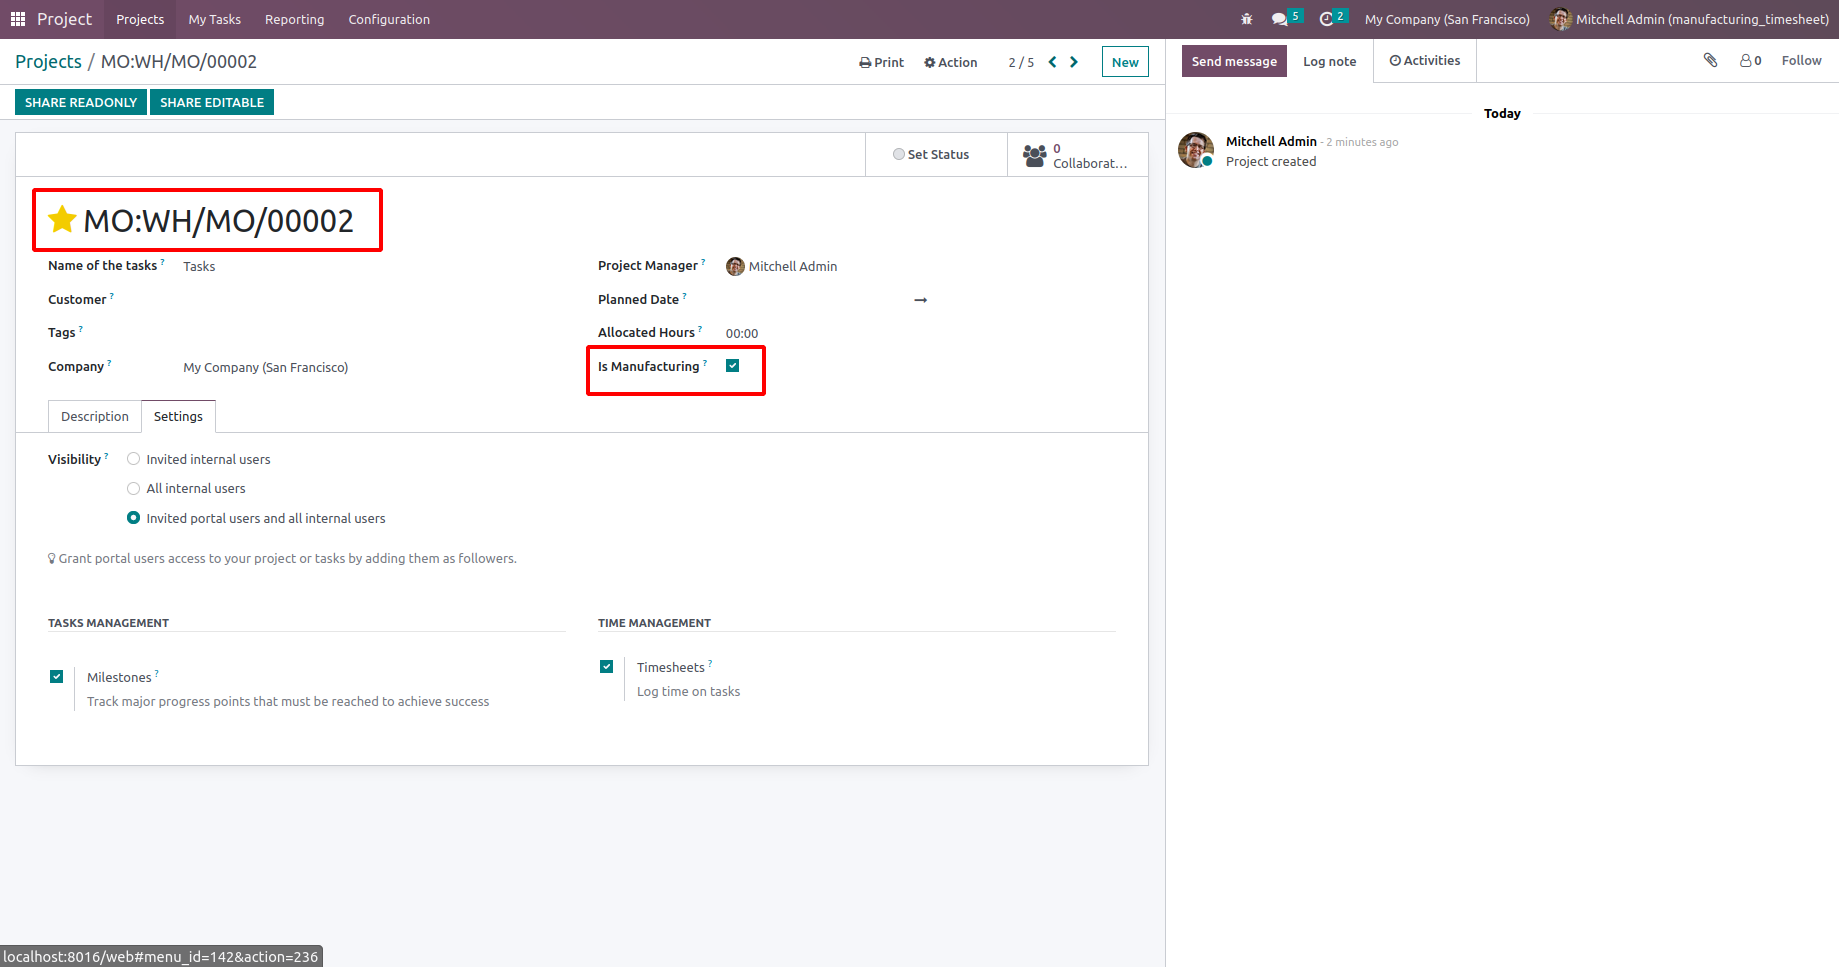 Project Projects My Tasks Reporting Configuration 5 2 My Company (San Francisco) Mitchell Admin (manufacturing_timesheet)
Projects / MO:WH/MO/00002 Print Action 2 / 5 New
SHARE READONLY SHARE EDITABLE
Set Status 0 Collaborat...
MO:WH/MO/00002
Name of the tasks ? Tasks
Customer ?
Tags ?
Company ? My Company (San Francisco)
Project Manager ? Mitchell Admin
Planned Date ? →
Allocated Hours ? 00:00
Is Manufacturing ?
Description Settings
Visibility ? Invited internal users
All internal users
Invited portal users and all internal users
Grant portal users access to your project or tasks by adding them as followers.
TASKS MANAGEMENT
Milestones ?
Track major progress points that must be reached to achieve success
TIME MANAGEMENT
Timesheets ?
Log time on tasks
Send message Log note Activities 0 Follow
Today
Mitchell Admin - 2 minutes ago
Project created
localhost:8016/web#menu_id=142&action=236